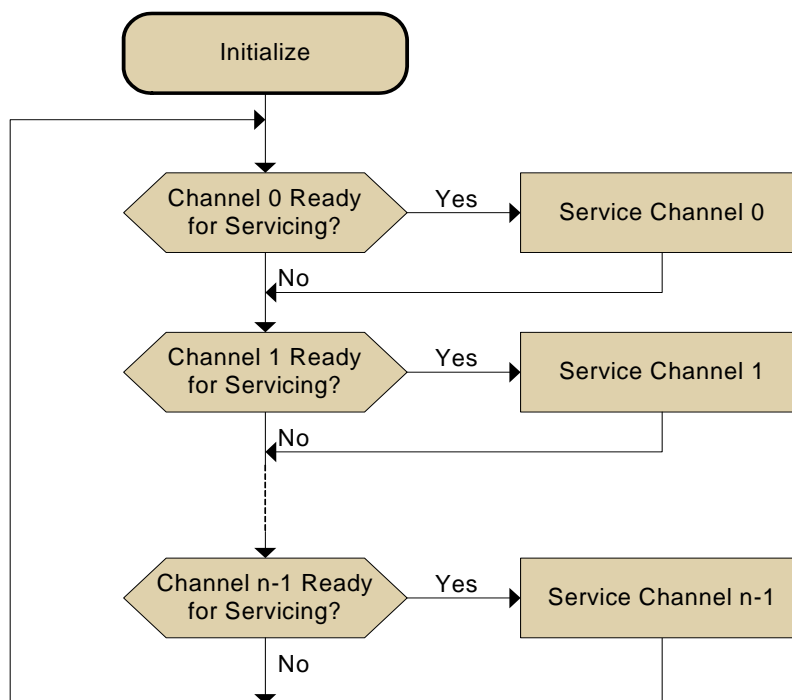 Initialize
Channel 0 Ready
for Servicing?
Yes
Service Channel 0
No
Channel 1 Ready
for Servicing?
Yes
Service Channel 1
No
Channel n-1 Ready
for Servicing?
Yes
Service Channel n-1
No